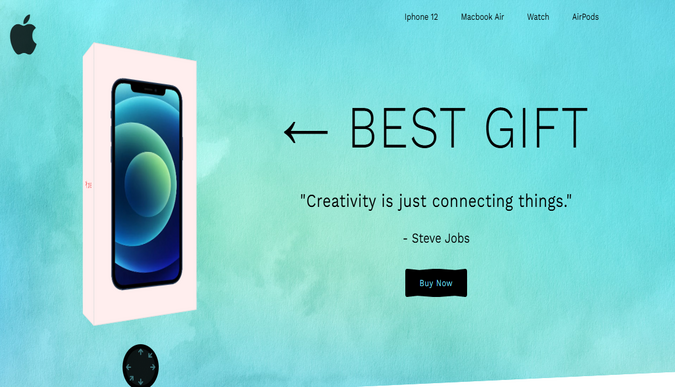 Iphone 12 Macbook Air Watch AirPods
← BEST GIFT
"Creativity is just connecting things."
- Steve Jobs
Buy Now